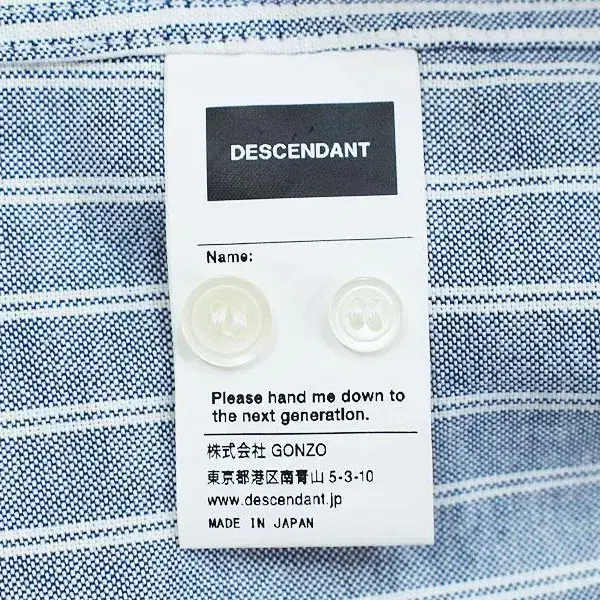 DESCENDANT
Name:
Please hand me down to
the next generation.
株式会社 GONZO
東京都港区南青山 5-3-10
www.descendant.jp
MADE IN JAPAN